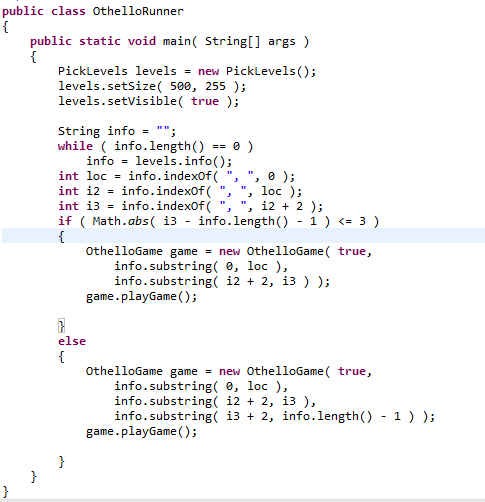 public class OthelloRunner
{
    public static void main( String[] args )
    {
        PickLevels levels = new PickLevels();
        levels.setSize( 500, 255 );
        levels.setVisible( true );

        String info = "";
        while ( info.length() == 0 )
            info = levels.info();
        int loc = info.indexOf( ", ", 0 );
        int i2 = info.indexOf( ", ", loc );
        int i3 = info.indexOf( ", ", i2 + 2 );
        if ( Math.abs( i3 - info.length() - 1 ) <= 3 )
        {
            OthelloGame game = new OthelloGame( true,
                info.substring( 0, loc ),
                info.substring( i2 + 2, i3 ) );
            game.playGame();

        }
        else
        {
            OthelloGame game = new OthelloGame( true,
                info.substring( 0, loc ),
                info.substring( i2 + 2, i3 ),
                info.substring( i3 + 2, info.length() - 1 ) );
            game.playGame();

        }
    }
}